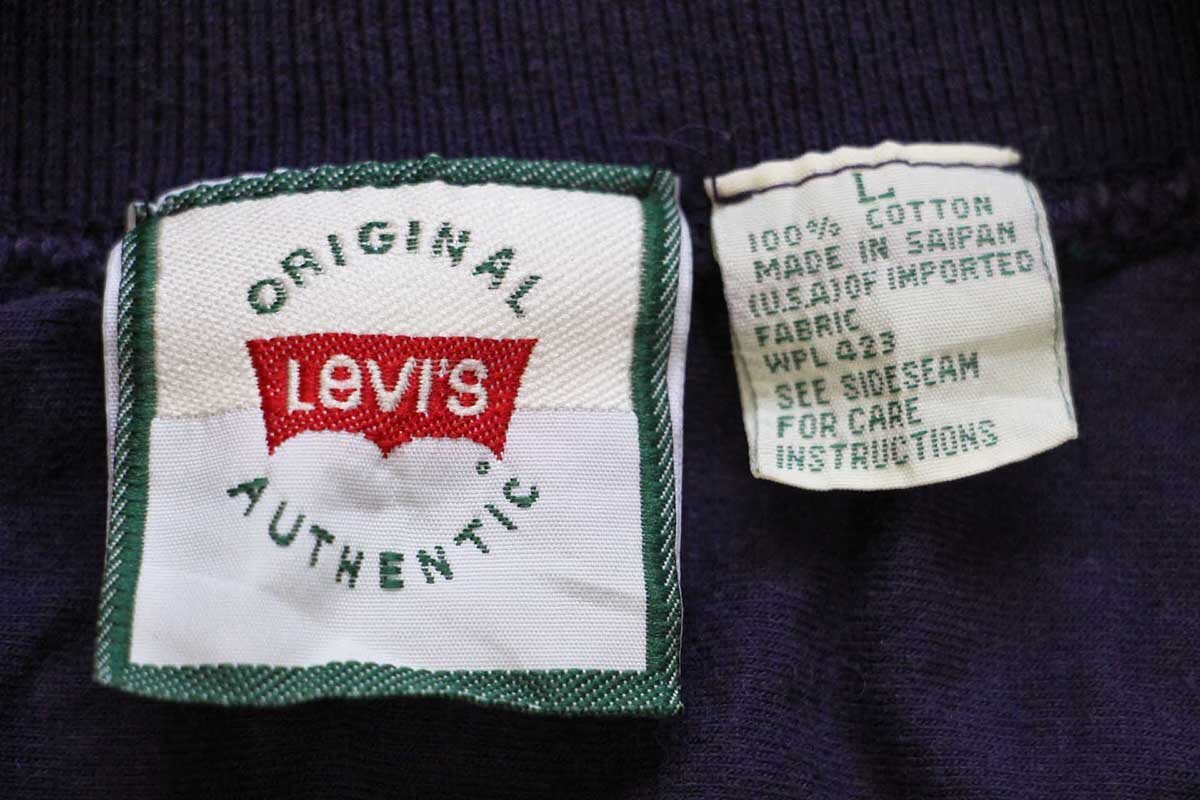 ORIGINAL
Levi's
AUTHENTIC
L
100% COTTON
MADE IN SAIPAN
(U.S.A)OF IMPORTED
FABRIC
WPL 423
SEE SIDESEAM
FOR CARE
INSTRUCTIONS